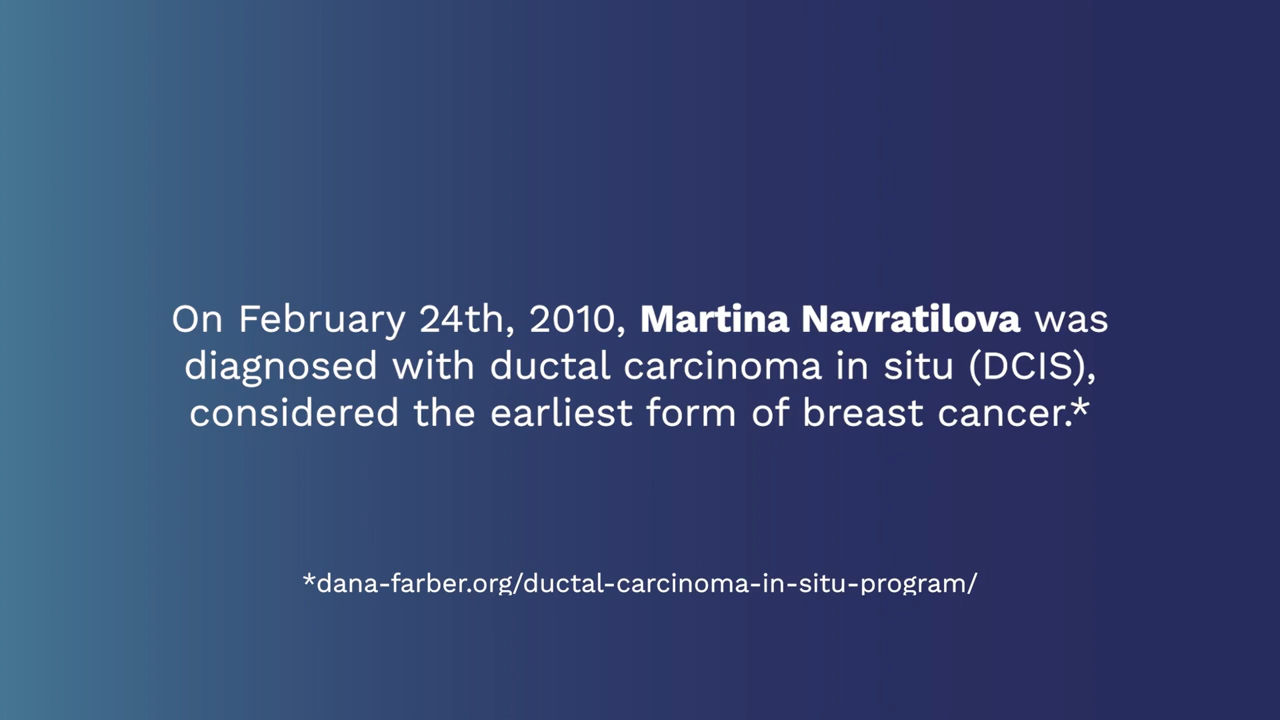 On February 24th, 2010, Martina Navratilova was
diagnosed with ductal carcinoma in situ (DCIS),
considered the earliest form of breast cancer.*
*dana-farber.org/ductal-carcinoma-in-situ-program/